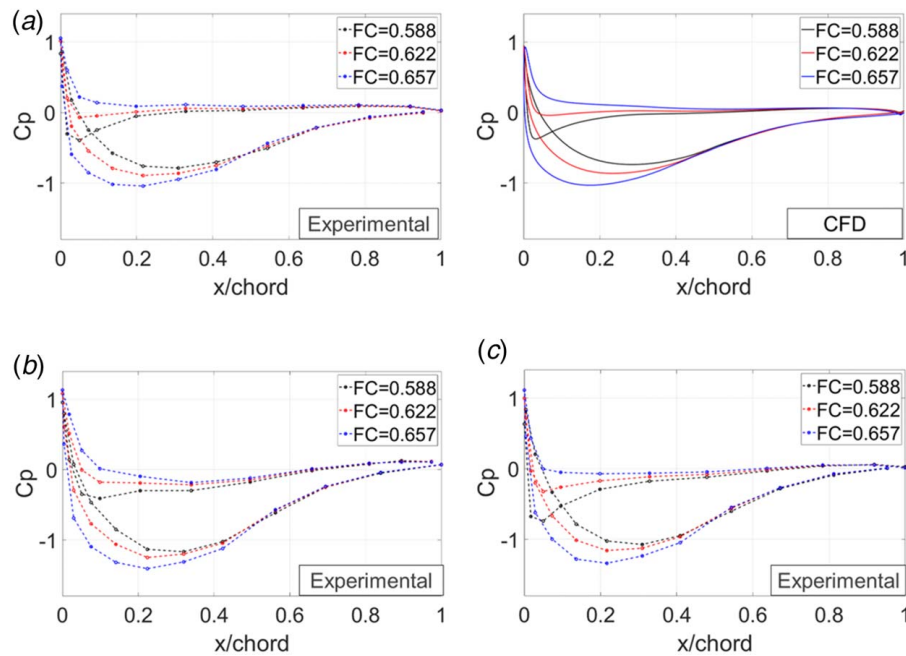 (a)
1
0
-1
Cp
FC=0.588
FC=0.622
FC=0.657
Experimental
0 0.2 0.4 0.6 0.8 1
x/chord
1
0
-1
Cp
FC=0.588
FC=0.622
FC=0.657
CFD
0 0.2 0.4 0.6 0.8 1
x/chord
(b)
1
0
-1
Cp
FC=0.588
FC=0.622
FC=0.657
Experimental
0 0.2 0.4 0.6 0.8 1
x/chord
(c)
1
0
-1
Cp
FC=0.588
FC=0.622
FC=0.657
Experimental
0 0.2 0.4 0.6 0.8 1
x/chord